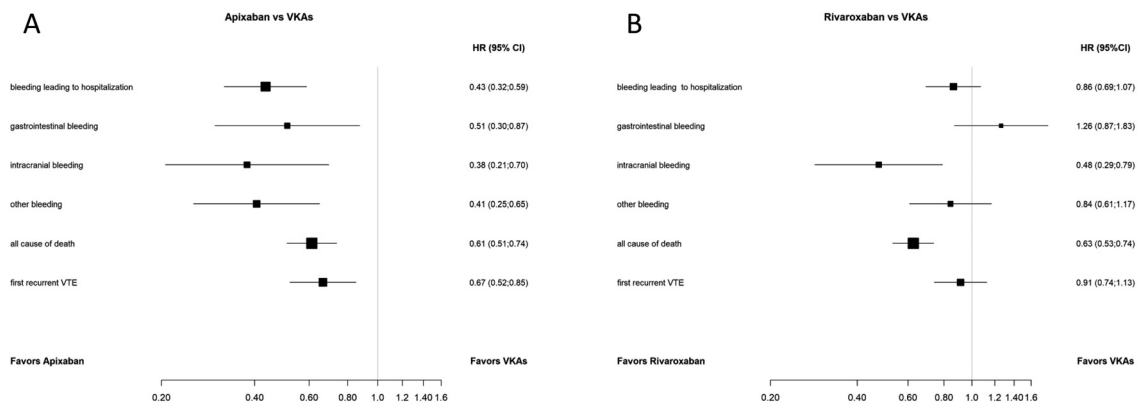 A
Apixaban vs VKAs
HR (95% CI)
bleeding leading to hospitalization
0.43 (0.32;0.59)
gastrointestinal bleeding
0.51 (0.30;0.87)
intracranial bleeding
0.38 (0.21;0.70)
other bleeding
0.41 (0.25;0.65)
all cause of death
0.61 (0.51;0.74)
first recurrent VTE
0.67 (0.52;0.85)
Favors Apixaban
Favors VKAs
0.20 0.40 0.60 0.80 1.0 1.2 1.40 1.6
B
Rivaroxaban vs VKAs
HR (95%CI)
bleeding leading to hospitalization
0.86 (0.69;1.07)
gastrointestinal bleeding
1.26 (0.87;1.83)
intracranial bleeding
0.48 (0.29;0.79)
other bleeding
0.84 (0.61;1.17)
all cause of death
0.63 (0.53;0.74)
first recurrent VTE
0.91 (0.74;1.13)
Favors Rivaroxaban
Favors VKAs
0.20 0.40 0.60 0.80 1.0 1.2 1.40 1.6